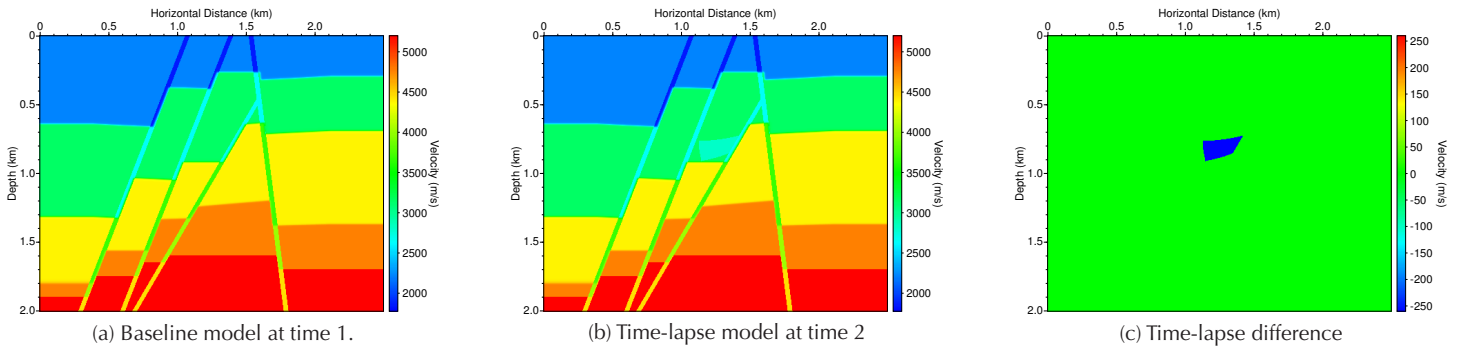 Horizontal Distance (km)
0 0.5 1.0 1.5 2.0
0
0.5
1.0
1.5
2.0
Depth (km)
5000
4500
4000
3500
3000
2500
2000
Velocity (m/s)
(a) Baseline model at time 1.
Horizontal Distance (km)
0 0.5 1.0 1.5 2.0
0
0.5
1.0
1.5
2.0
Depth (km)
5000
4500
4000
3500
3000
2500
2000
Velocity (m/s)
(b) Time-lapse model at time 2
Horizontal Distance (km)
0 0.5 1.0 1.5 2.0
0
0.5
1.0
1.5
2.0
Depth (km)
250
200
150
100
50
0
-50
-100
-150
-200
-250
Velocity (m/s)
(c) Time-lapse difference